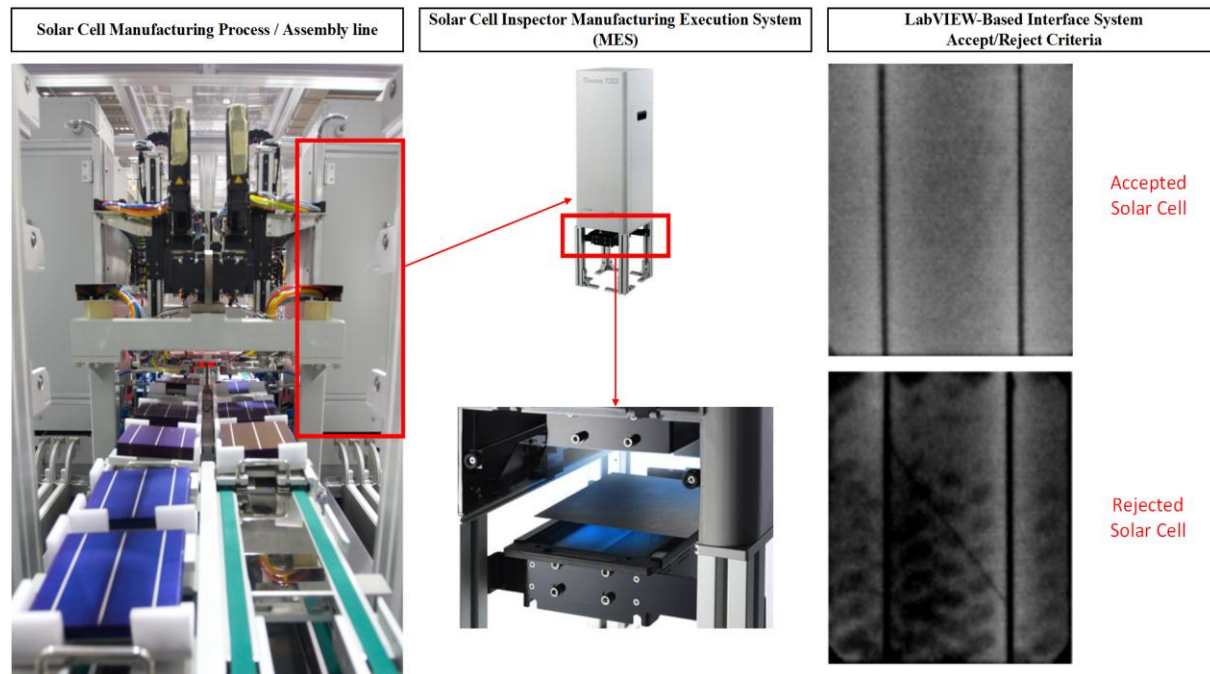 Solar Cell Manufacturing Process / Assembly line
Solar Cell Inspector Manufacturing Execution System
(MES)
LabVIEW-Based Interface System
Accept/Reject Criteria
Accepted
Solar Cell
Rejected
Solar Cell